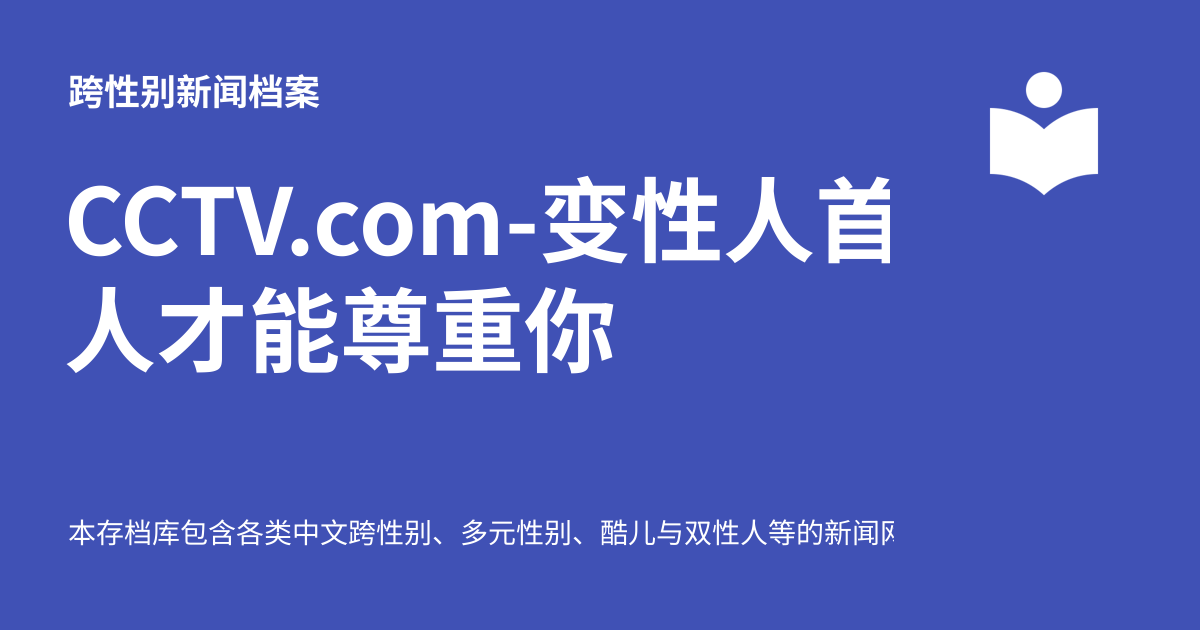 跨性别新闻档案
CCTV.com-变性人首
人才能尊重你
本存档库包含各类中文跨性别、多元性别、酷儿与双性人等的新闻